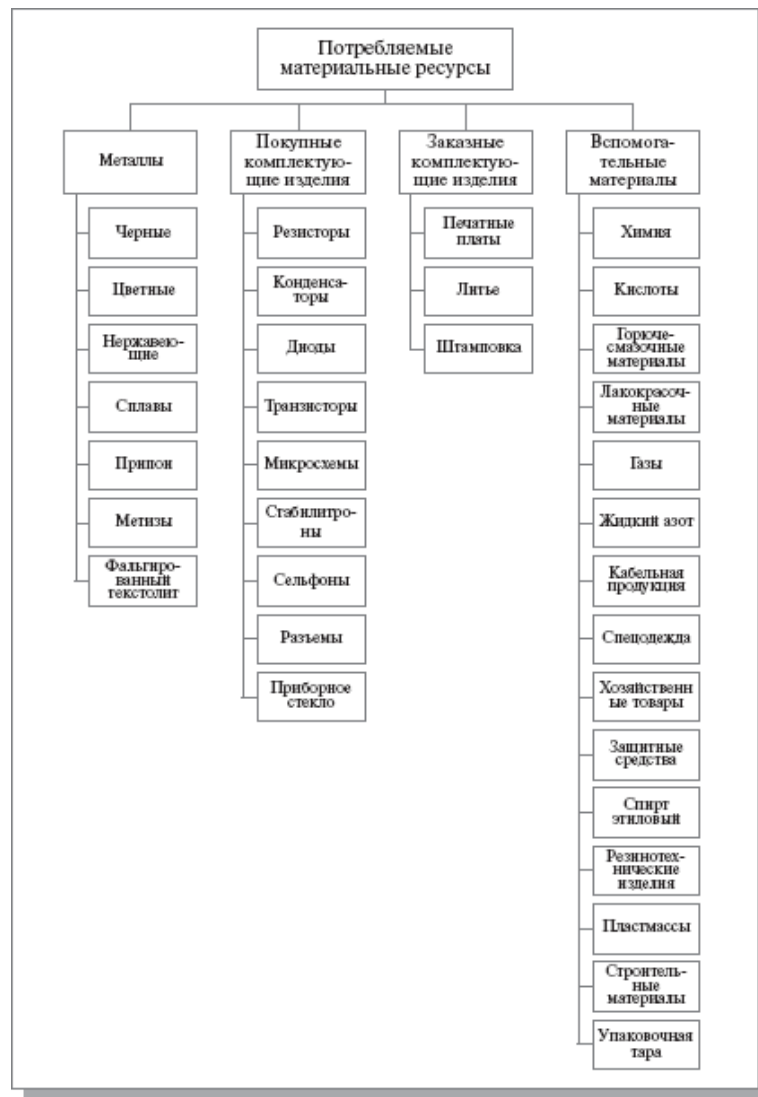 Потребляемые
материальные ресурсы
Металлы
Черные
Цветные
Нержавею-
щие
Сплавы
Припои
Метизы
Фальгиро-
ванный
текстолит
Покупные
комплектую-
щие изделия
Резисторы
Конденса-
торы
Диоды
Транзисторы
Микросхемы
Стабилитро-
ны
Сельфоны
Разъемы
Приборное
стекло
Заказные
комплектую-
щие изделия
Печатные
платы
Литье
Штамповка
Вспомога-
тельные
материалы
Химия
Кислоты
Горюче-
смазочные
материалы
Лакокрасоч-
ные
материалы
Газы
Жидкий азот
Кабельная
продукция
Спецодежда
Хозяйственн
ые товары
Защитные
средства
Спирт
этиловый
Резинотех-
нические
изделия
Пластмассы
Строитель-
ные
материалы
Упаковочная
тара